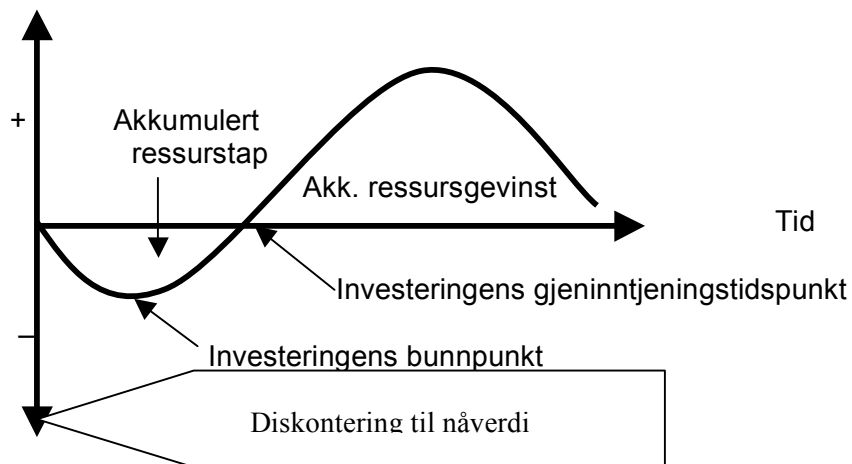 +
Akkumulert
ressurstap
Akk. ressursgevinst
Tid
Investeringens gjeninntjeningstidspunkt
–
Investeringens bunnpunkt
Diskontering til nåverdi